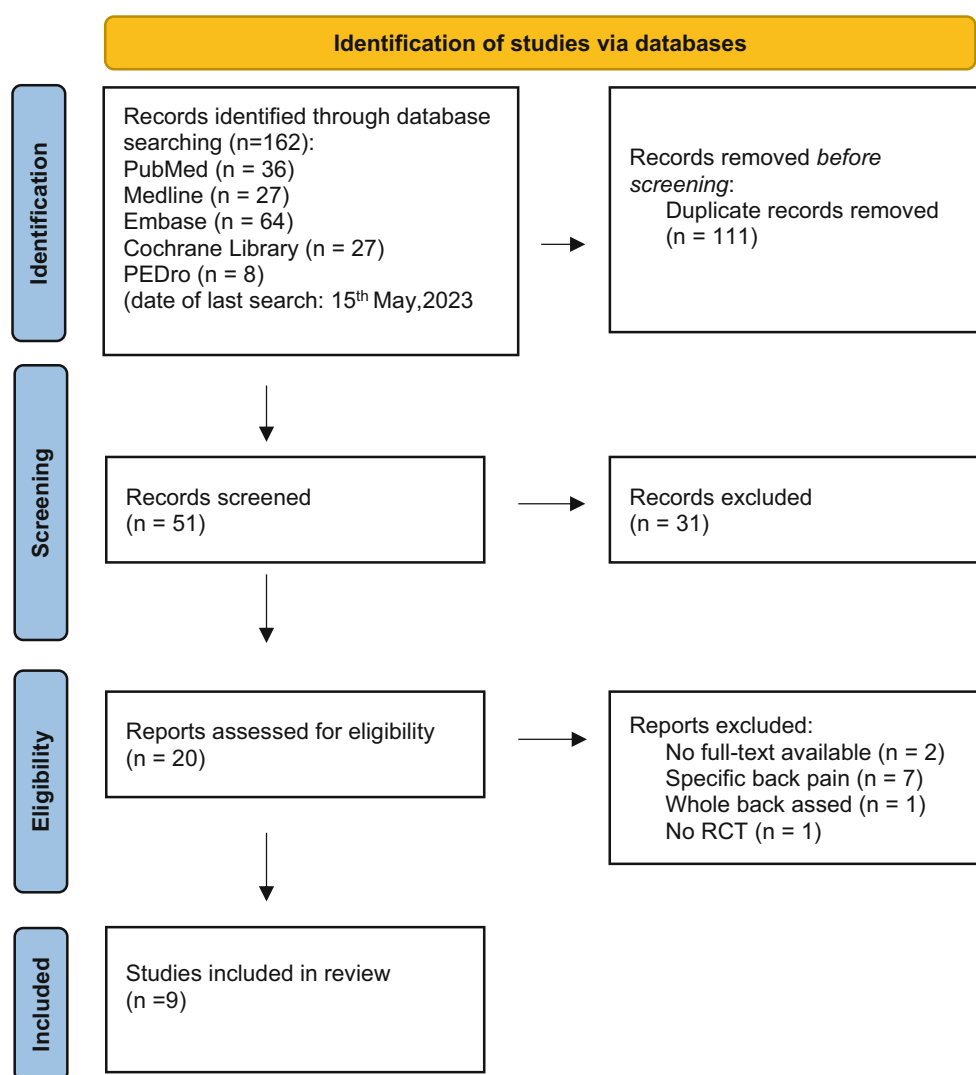 Identification of studies via databases
Identification
Records identified through database
searching (n=162):
PubMed (n = 36)
Medline (n = 27)
Embase (n = 64)
Cochrane Library (n = 27)
PEDro (n = 8)
(date of last search: 15th May,2023
Records removed before
screening:
Duplicate records removed
(n = 111)
Screening
Records screened
(n = 51)
Records excluded
(n = 31)
Eligibility
Reports assessed for eligibility
(n = 20)
Reports excluded:
No full-text available (n = 2)
Specific back pain (n = 7)
Whole back assed (n = 1)
No RCT (n = 1)
Included
Studies included in review
(n =9)